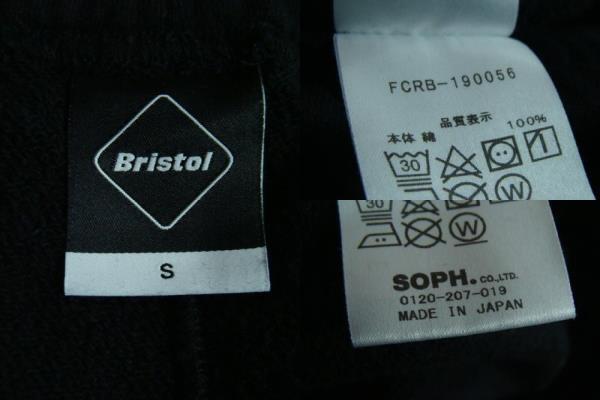 Bristol
S
FCRB-190056
品質表示
本体 綿 100%
30
1
W
30
W
SOPH. CO.,LTD.
0120-207-019
MADE IN JAPAN